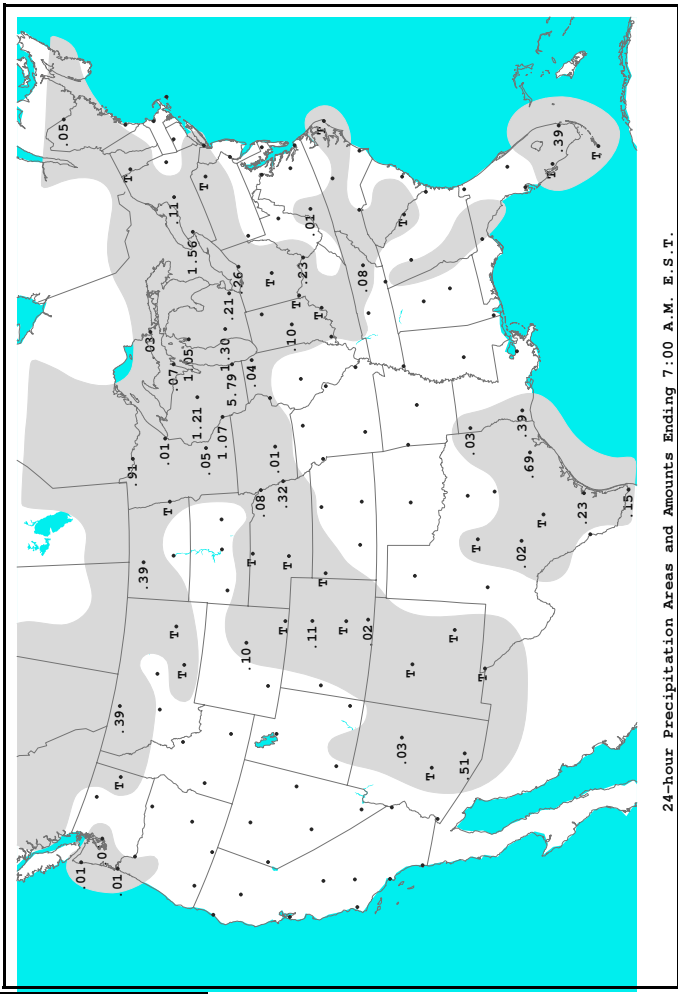 .05
.01
0
.01
T
.39
T
.91
.39
.03
.01
T
.07
T
.11
T
1.05
1.56
1.21
T
.05
1.07
1.30
.21
5.79
.26
.10
T
.04
.08
T
.01
.32
T
T
.10
T
.23
.01
.11
T
T
T
T
.08
.02
.03
T
T
T
T
.51
.03
T
T
.02
.39
.69
T
T
.39
.23
T
.15
24-hour Precipitation Areas and Amounts Ending 7:00 A.M. E.S.T.